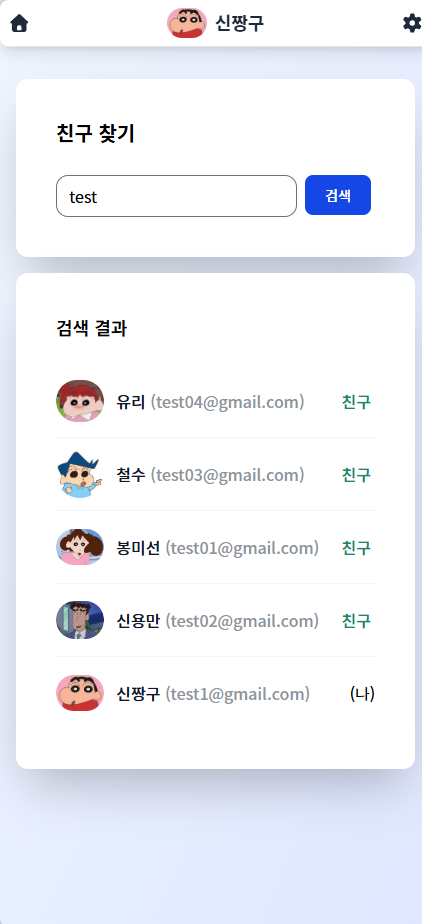 신짱구
친구 찾기
test 검색
검색 결과
유리 (test04@gmail.com) 친구
철수 (test03@gmail.com) 친구
봉미선 (test01@gmail.com) 친구
신용만 (test02@gmail.com) 친구
신짱구 (test1@gmail.com) (나)